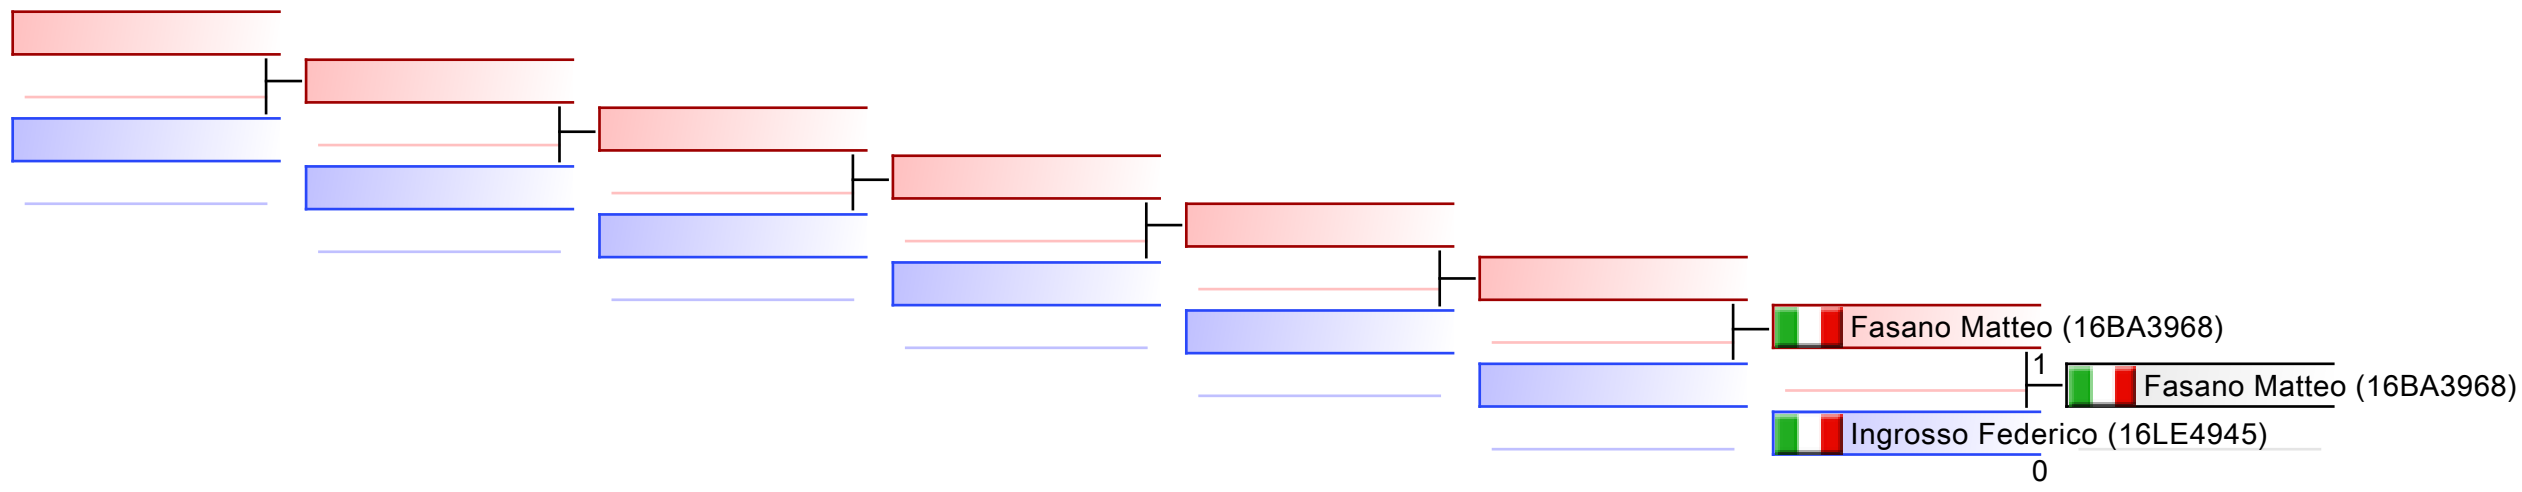 Fasano Matteo (16BA3968)
1
Fasano Matteo (16BA3968)
Ingrosso Federico (16LE4945)
0